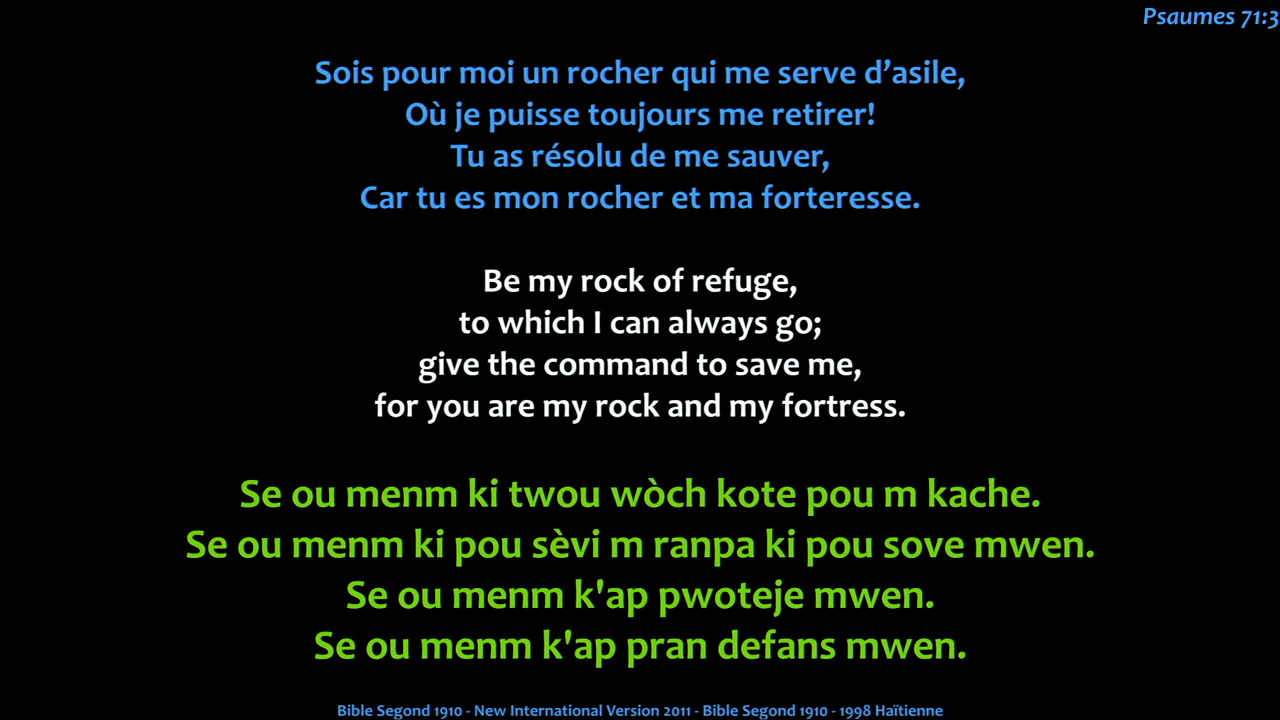 Psaumes 71:3
Sois pour moi un rocher qui me serve d’asile,
Où je puisse toujours me retirer!
Tu as résolu de me sauver,
Car tu es mon rocher et ma forteresse.
Be my rock of refuge,
to which I can always go;
give the command to save me,
for you are my rock and my fortress.
Se ou menm ki twou wòch kote pou m kache.
Se ou menm ki pou sèvi m ranpa ki pou sove mwen.
Se ou menm k'ap pwoteje mwen.
Se ou menm k'ap pran defans mwen.
Bible Segond 1910 - New International Version 2011 - Bible Segond 1910 - 1998 Haïtienne